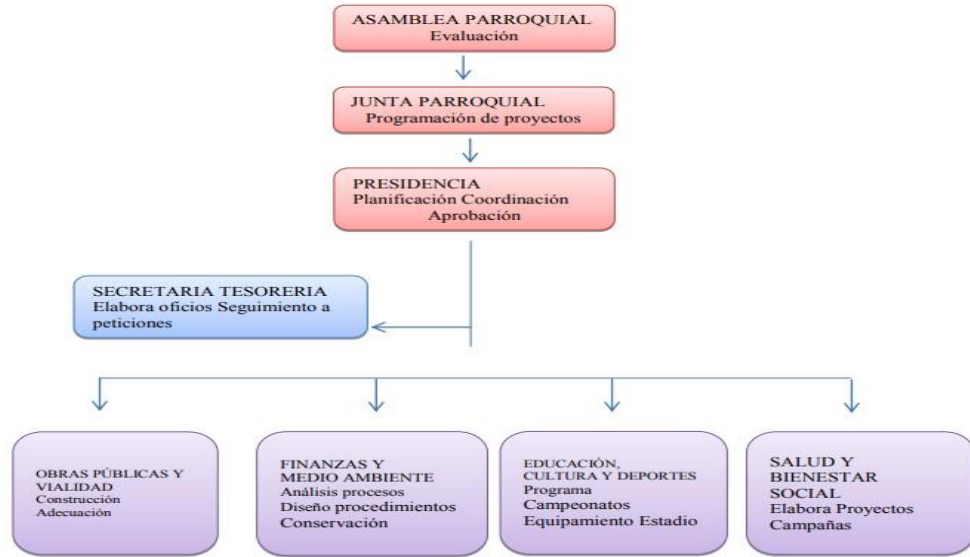 ASAMBLEA PARROQUIAL
Evaluación
JUNTA PARROQUIAL
Programación de proyectos
PRESIDENCIA
Planificación Coordinación
Aprobación
SECRETARIA TESORERIA
Elabora oficios Seguimiento a
peticiones
OBRAS PÚBLICAS Y
VIALIDAD
Construcción
Adecuación
FINANZAS Y
MEDIO AMBIENTE
Análisis procesos
Diseño procedimientos
Conservación
EDUCACIÓN,
CULTURA Y DEPORTES
Programa
Campeonatos
Equipamiento Estadio
SALUD Y
BIENESTAR
SOCIAL
Elabora Proyectos
Campañas